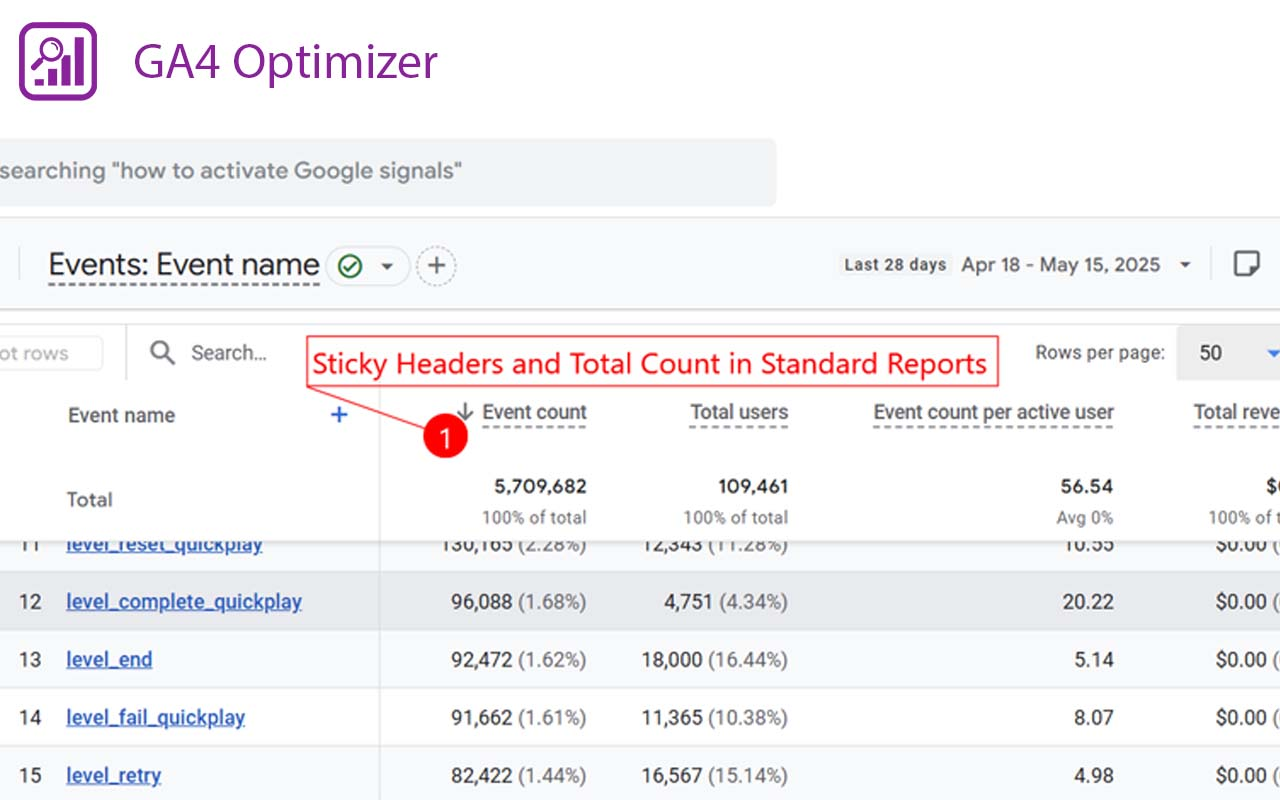 GA4 Optimizer
searching "how to activate Google signals"
Events: Event name
Last 28 days Apr 18 - May 15, 2025
ot rows
Search...
Sticky Headers and Total Count in Standard Reports
Rows per page: 50
Event name + ↓ Event count Total users Event count per active user Total reve
1
Total 5,709,682 109,461 56.54 $0
100% of total 100% of total Avg 0% 100% of t
11 level_reset_quickplay 130,165 (2.28%) 12,343 (11.28%) 10.55 $0.00 (
12 level_complete_quickplay 96,088 (1.68%) 4,751 (4.34%) 20.22 $0.00 (
13 level_end 92,472 (1.62%) 18,000 (16.44%) 5.14 $0.00 (
14 level_fail_quickplay 91,662 (1.61%) 11,365 (10.38%) 8.07 $0.00 (
15 level_retry 82,422 (1.44%) 16,567 (15.14%) 4.98 $0.00 (